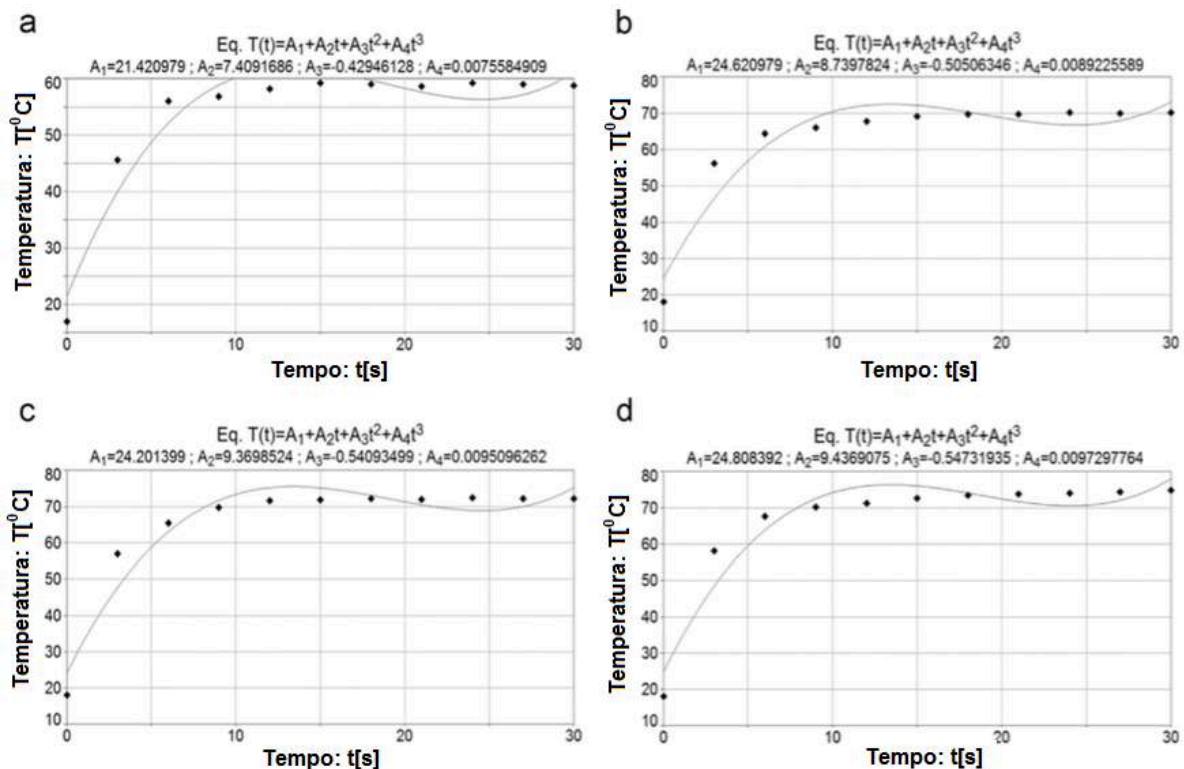 a
Eq. T(t)=A₁+A₂t+A₃t²+A₄t³
A₁=21.420979 ; A₂=7.4091686 ; A₃=-0.42946128 ; A₄=0.0075584909
Temperatura: T[⁰C]
60
50
40
30
20
0 10 20 30
Tempo: t[s]
b
Eq. T(t)=A₁+A₂t+A₃t²+A₄t³
A₁=24.620979 ; A₂=8.7397824 ; A₃=-0.50506346 ; A₄=0.0089225589
Temperatura: T[⁰C]
80
70
60
50
40
30
20
10
0 10 20 30
Tempo: t[s]
c
Eq. T(t)=A₁+A₂t+A₃t²+A₄t³
A₁=24.201399 ; A₂=9.3698524 ; A₃=-0.54093499 ; A₄=0.0095096262
Temperatura: T[⁰C]
80
70
60
50
40
30
20
10
0 10 20 30
Tempo: t[s]
d
Eq. T(t)=A₁+A₂t+A₃t²+A₄t³
A₁=24.808392 ; A₂=9.4369075 ; A₃=-0.54731935 ; A₄=0.0097297764
Temperatura: T[⁰C]
80
70
60
50
40
30
20
10
0 10 20 30
Tempo: t[s]